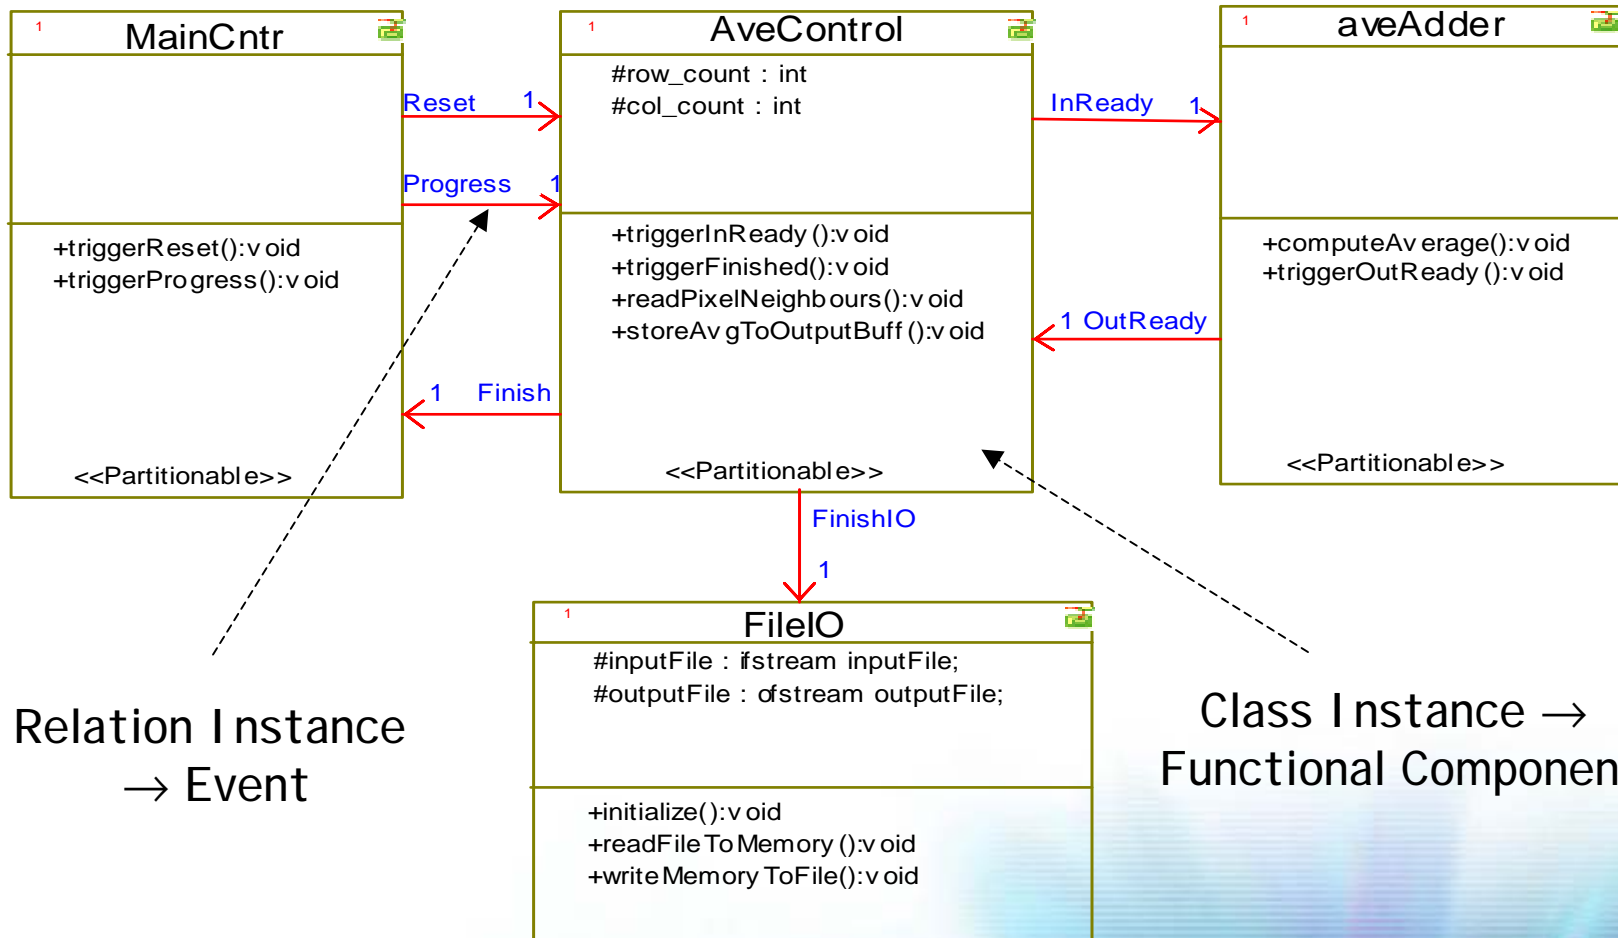 1
MainCntr
+triggerReset():void
+triggerProgress():void
<<Partitionable>>
Reset 1
Progress 1
1 Finish
1
AveControl
#row_count : int
#col_count : int
+triggerInReady():void
+triggerFinished():void
+readPixelNeighbours():void
+storeAvgToOutputBuff():void
<<Partitionable>>
InReady 1
1 OutReady
1
aveAdder
+computeAverage():void
+triggerOutReady():void
<<Partitionable>>
FinishIO
1
1
FileIO
#inputFile : ifstream inputFile;
#outputFile : ofstream outputFile;
+initialize():void
+readFileToMemory():void
+writeMemoryToFile():void
Relation Instance
→ Event
Class Instance →
Functional Componen